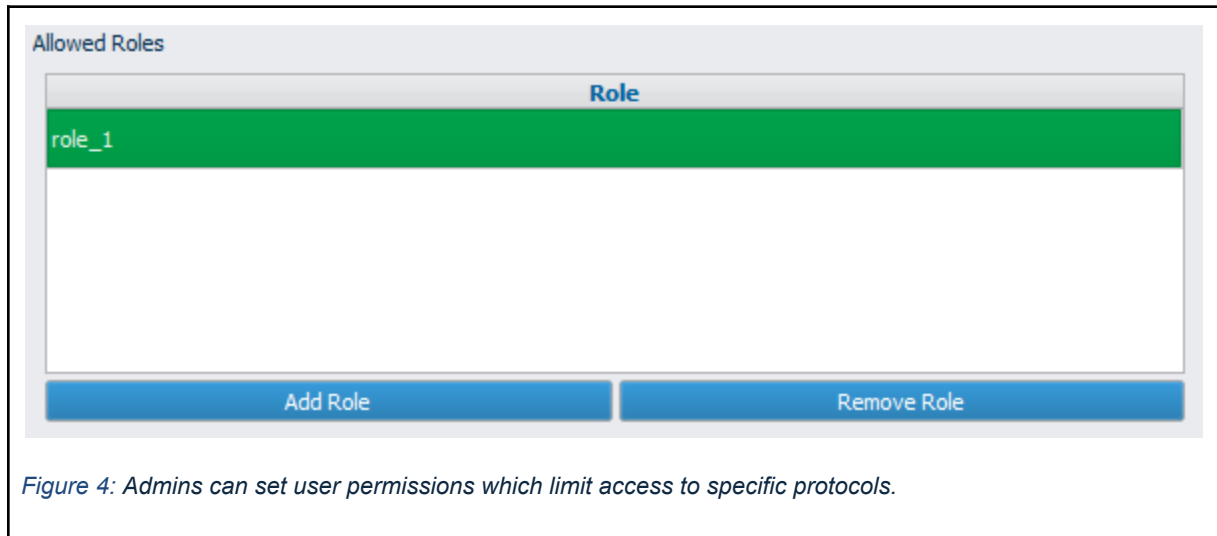 Allowed Roles
Role
role_1
Add Role
Remove Role
Figure 4: Admins can set user permissions which limit access to specific protocols.